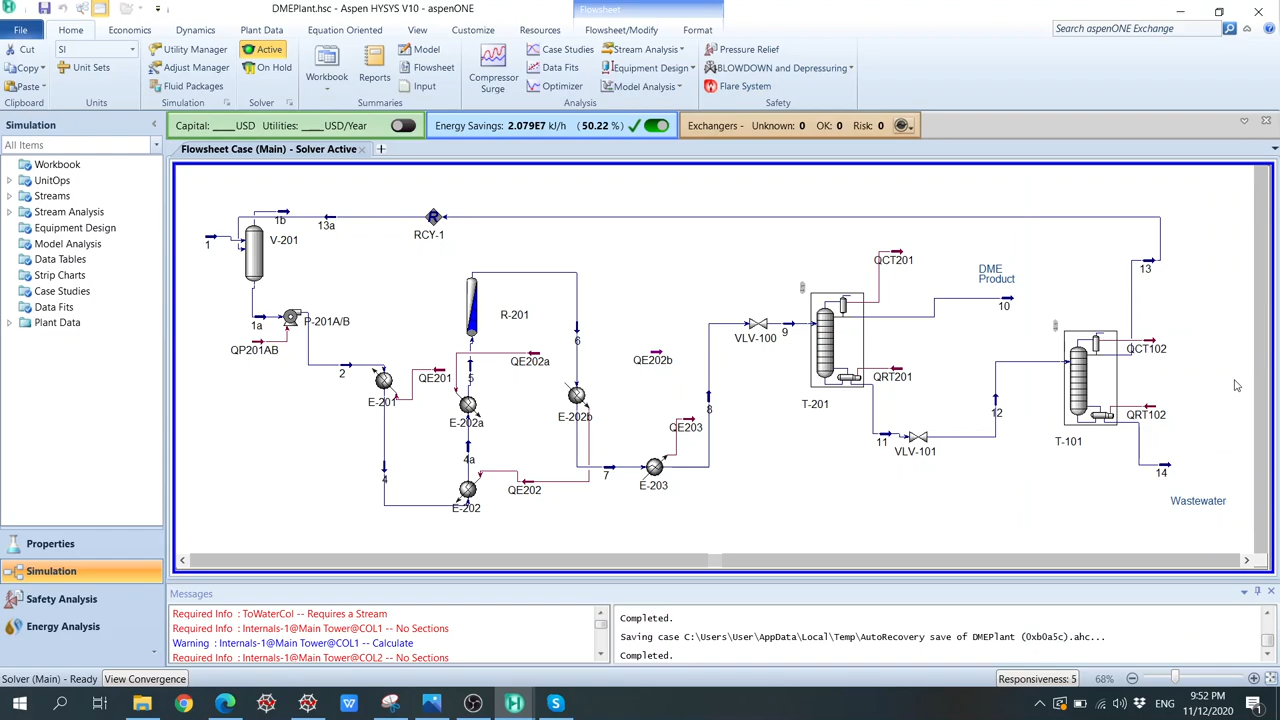 DMEPlant.hsc - Aspen HYSYS V10 - aspenONE
Flowsheet
File Home Economics Dynamics Plant Data Equation Oriented View Customize Resources Flowsheet/Modify Format
Search aspenONE Exchange
Cut
Copy
Paste
Clipboard
SI
Unit Sets
Units
Utility Manager
Adjust Manager
Fluid Packages
Simulation
Active
On Hold
Solver
Workbook
Reports
Model
Flowsheet
Input
Summaries
Compressor
Surge
Case Studies
Data Fits
Optimizer
Stream Analysis
Equipment Design
Model Analysis
Analysis
Pressure Relief
BLOWDOWN and Depressuring
Flare System
Safety
Simulation
Capital: ____USD Utilities: ____USD/Year
Energy Savings: 2.079E7 kJ/h (50.22 %)
Exchangers - Unknown: 0 OK: 0 Risk: 0
All Items
Flowsheet Case (Main) - Solver Active
Workbook
UnitOps
Streams
Stream Analysis
Equipment Design
Model Analysis
Data Tables
Strip Charts
Case Studies
Data Fits
Plant Data
Properties
Simulation
Safety Analysis
Energy Analysis
1b
13a
R
RCY-1
1
V-201
QCT201
DME
Product
13
10
R-201
1a
P-201A/B
6
VLV-100
9
QP201AB
QE202a
QE202b
QCT102
2
QE201
5
QRT201
E-201
E-202b
T-201
8
12
QRT102
E-202a
QE203
11
VLV-101
T-101
4a
7
4
QE202
E-203
14
E-202
Wastewater
Messages
Required Info : ToWaterCol -- Requires a Stream
Required Info : Internals-1@Main Tower@COL1 -- No Sections
Warning : Internals-1@Main Tower@COL1 -- Calculate
Required Info : Internals-1@Main Tower@COL2 -- No Sections
Completed.
Saving case C:\Users\User\AppData\Local\Temp\AutoRecovery save of DMEPlant (0xb0a5c).ahc...
Completed.
Solver (Main) - Ready View Convergence
Responsiveness: 5
68%
ENG
9:52 PM
11/12/2020